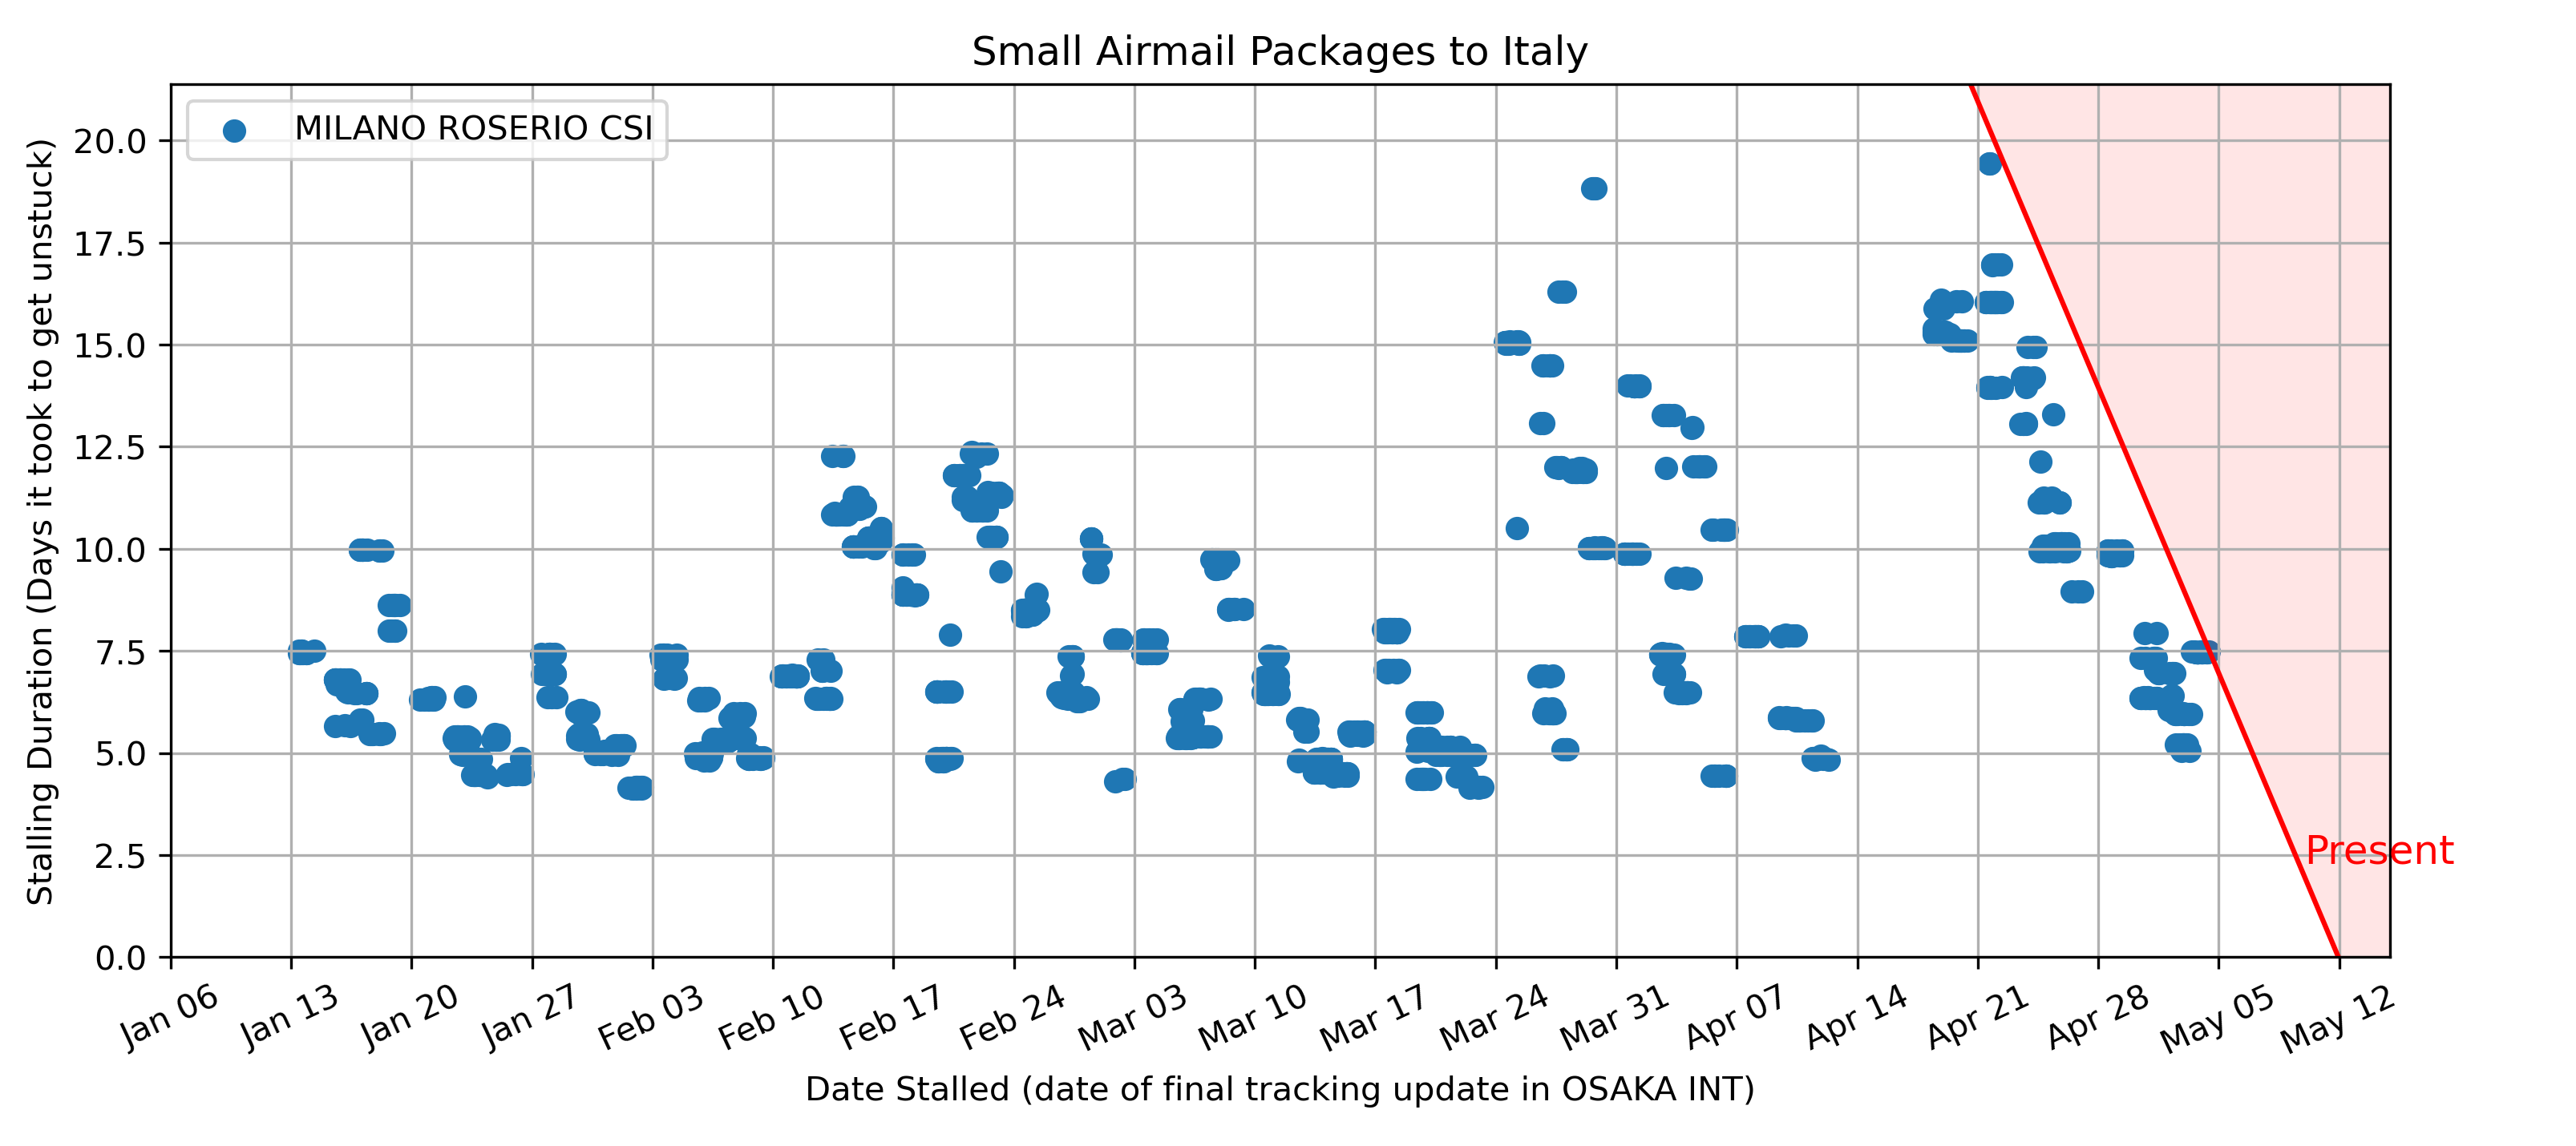 Small Airmail Packages to Italy
MILANO ROSERIO CSI
Stalling Duration (Days it took to get unstuck)
20.0
17.5
15.0
12.5
10.0
7.5
5.0
2.5
0.0
Present
Jan 06 Jan 13 Jan 20 Jan 27 Feb 03 Feb 10 Feb 17 Feb 24 Mar 03 Mar 10 Mar 17 Mar 24 Mar 31 Apr 07 Apr 14 Apr 21 Apr 28 May 05 May 12
Date Stalled (date of final tracking update in OSAKA INT)